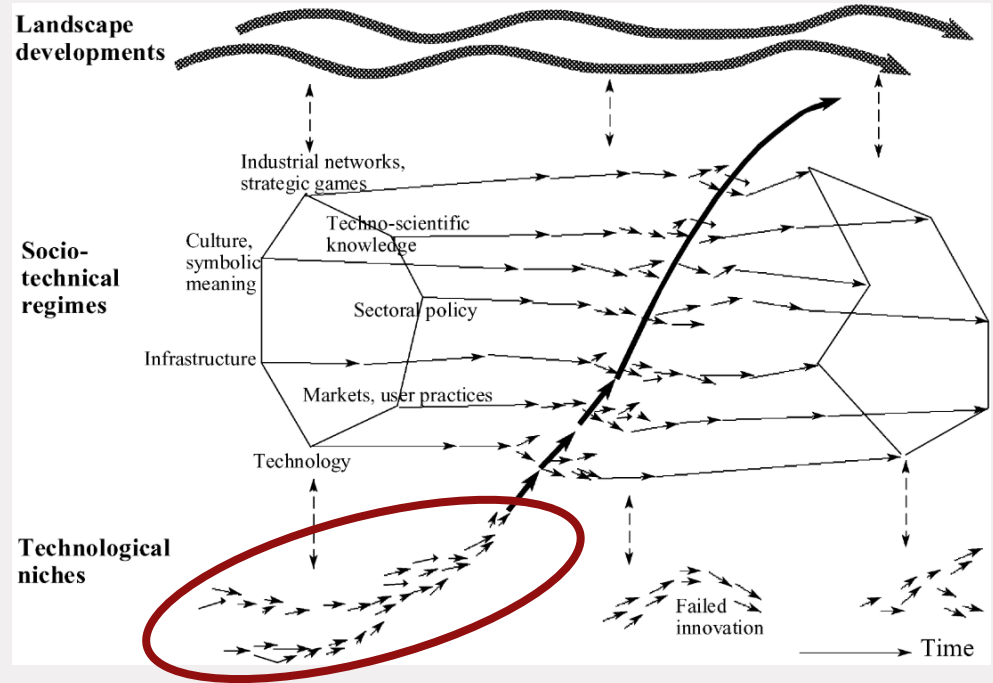 Landscape
developments
Industrial networks,
strategic games
Techno-scientific
knowledge
Culture,
symbolic
meaning
Socio-
technical
regimes
Sectoral policy
Infrastructure
Markets, user practices
Technology
Technological
niches
Failed
innovation
Time